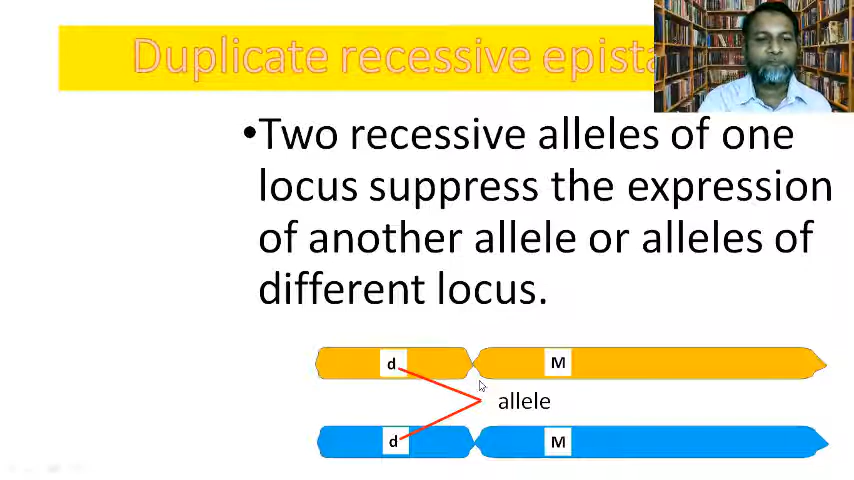 Duplicate recessive
•Two recessive alleles of one
locus suppress the expression
of another allele or alleles of
different locus.
d M
allele
d M